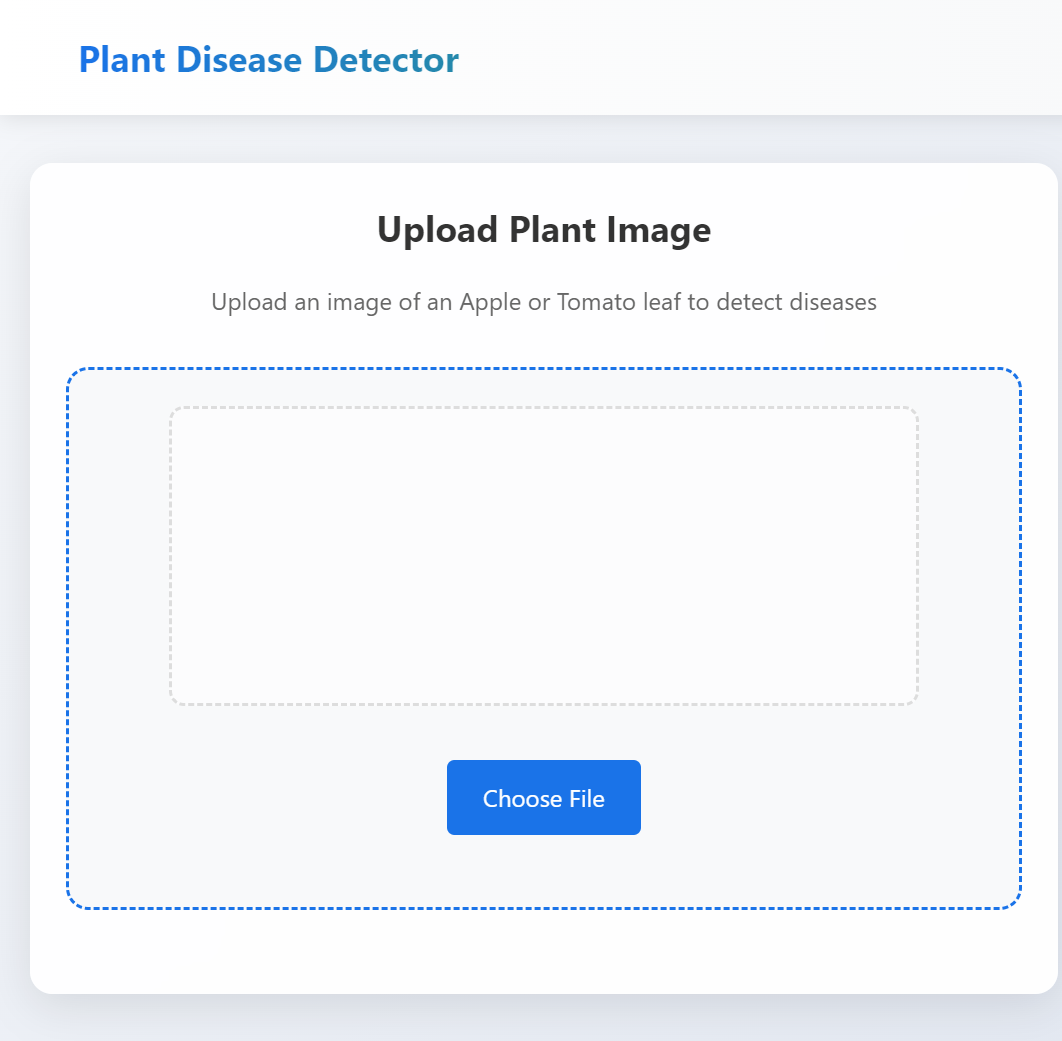 Plant Disease Detector
Upload Plant Image
Upload an image of an Apple or Tomato leaf to detect diseases
Choose File